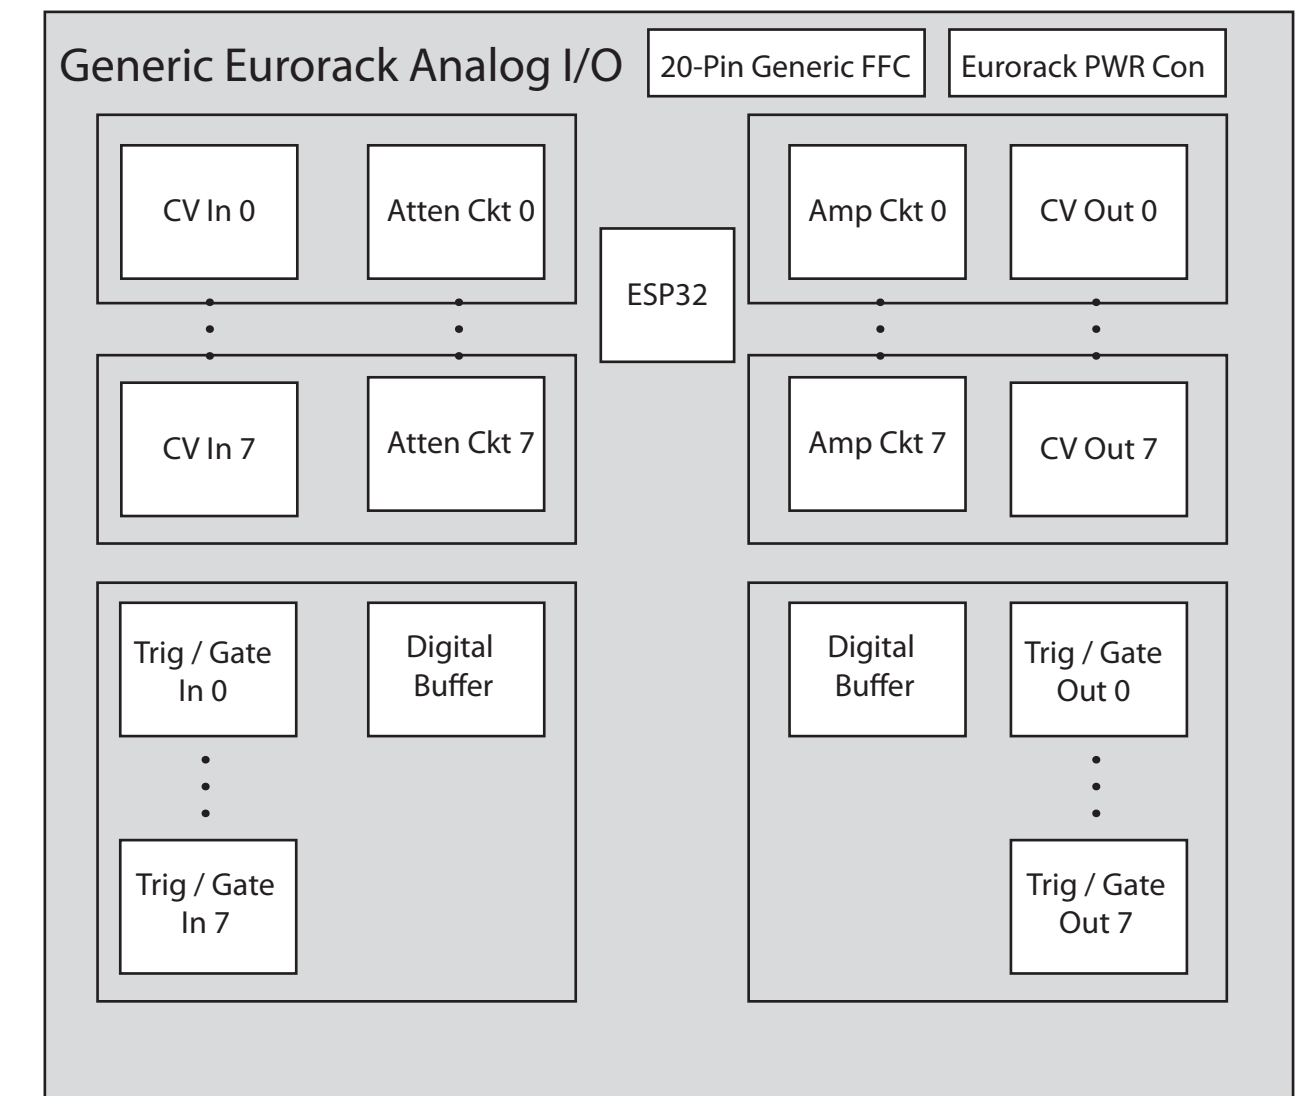 Generic Eurorack Analog I/O
20-Pin Generic FFC
Eurorack PWR Con
CV In 0
Atten Ckt 0
ESP32
Amp Ckt 0
CV Out 0
CV In 7
Atten Ckt 7
Amp Ckt 7
CV Out 7
Trig / Gate
In 0
Digital
Buffer
Digital
Buffer
Trig / Gate
Out 0
Trig / Gate
In 7
Trig / Gate
Out 7